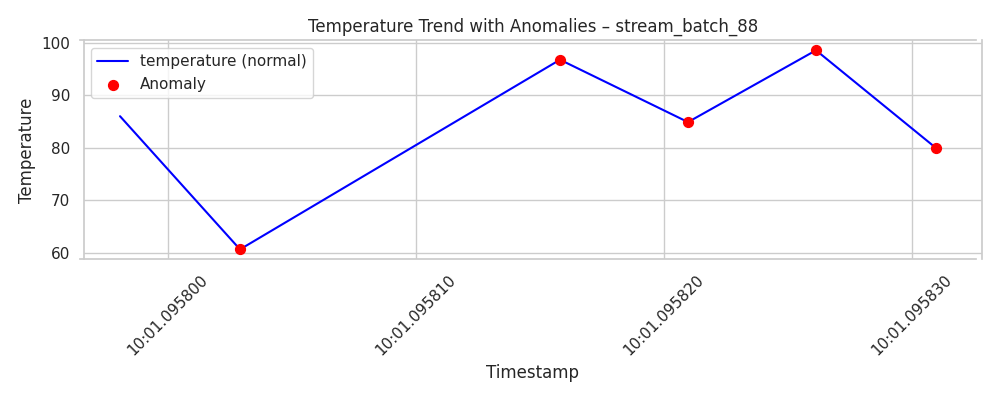 Temperature Trend with Anomalies – stream_batch_88
temperature (normal)
Anomaly
Temperature
100
90
80
70
60
10:01.095800
10:01.095810
10:01.095820
10:01.095830
Timestamp